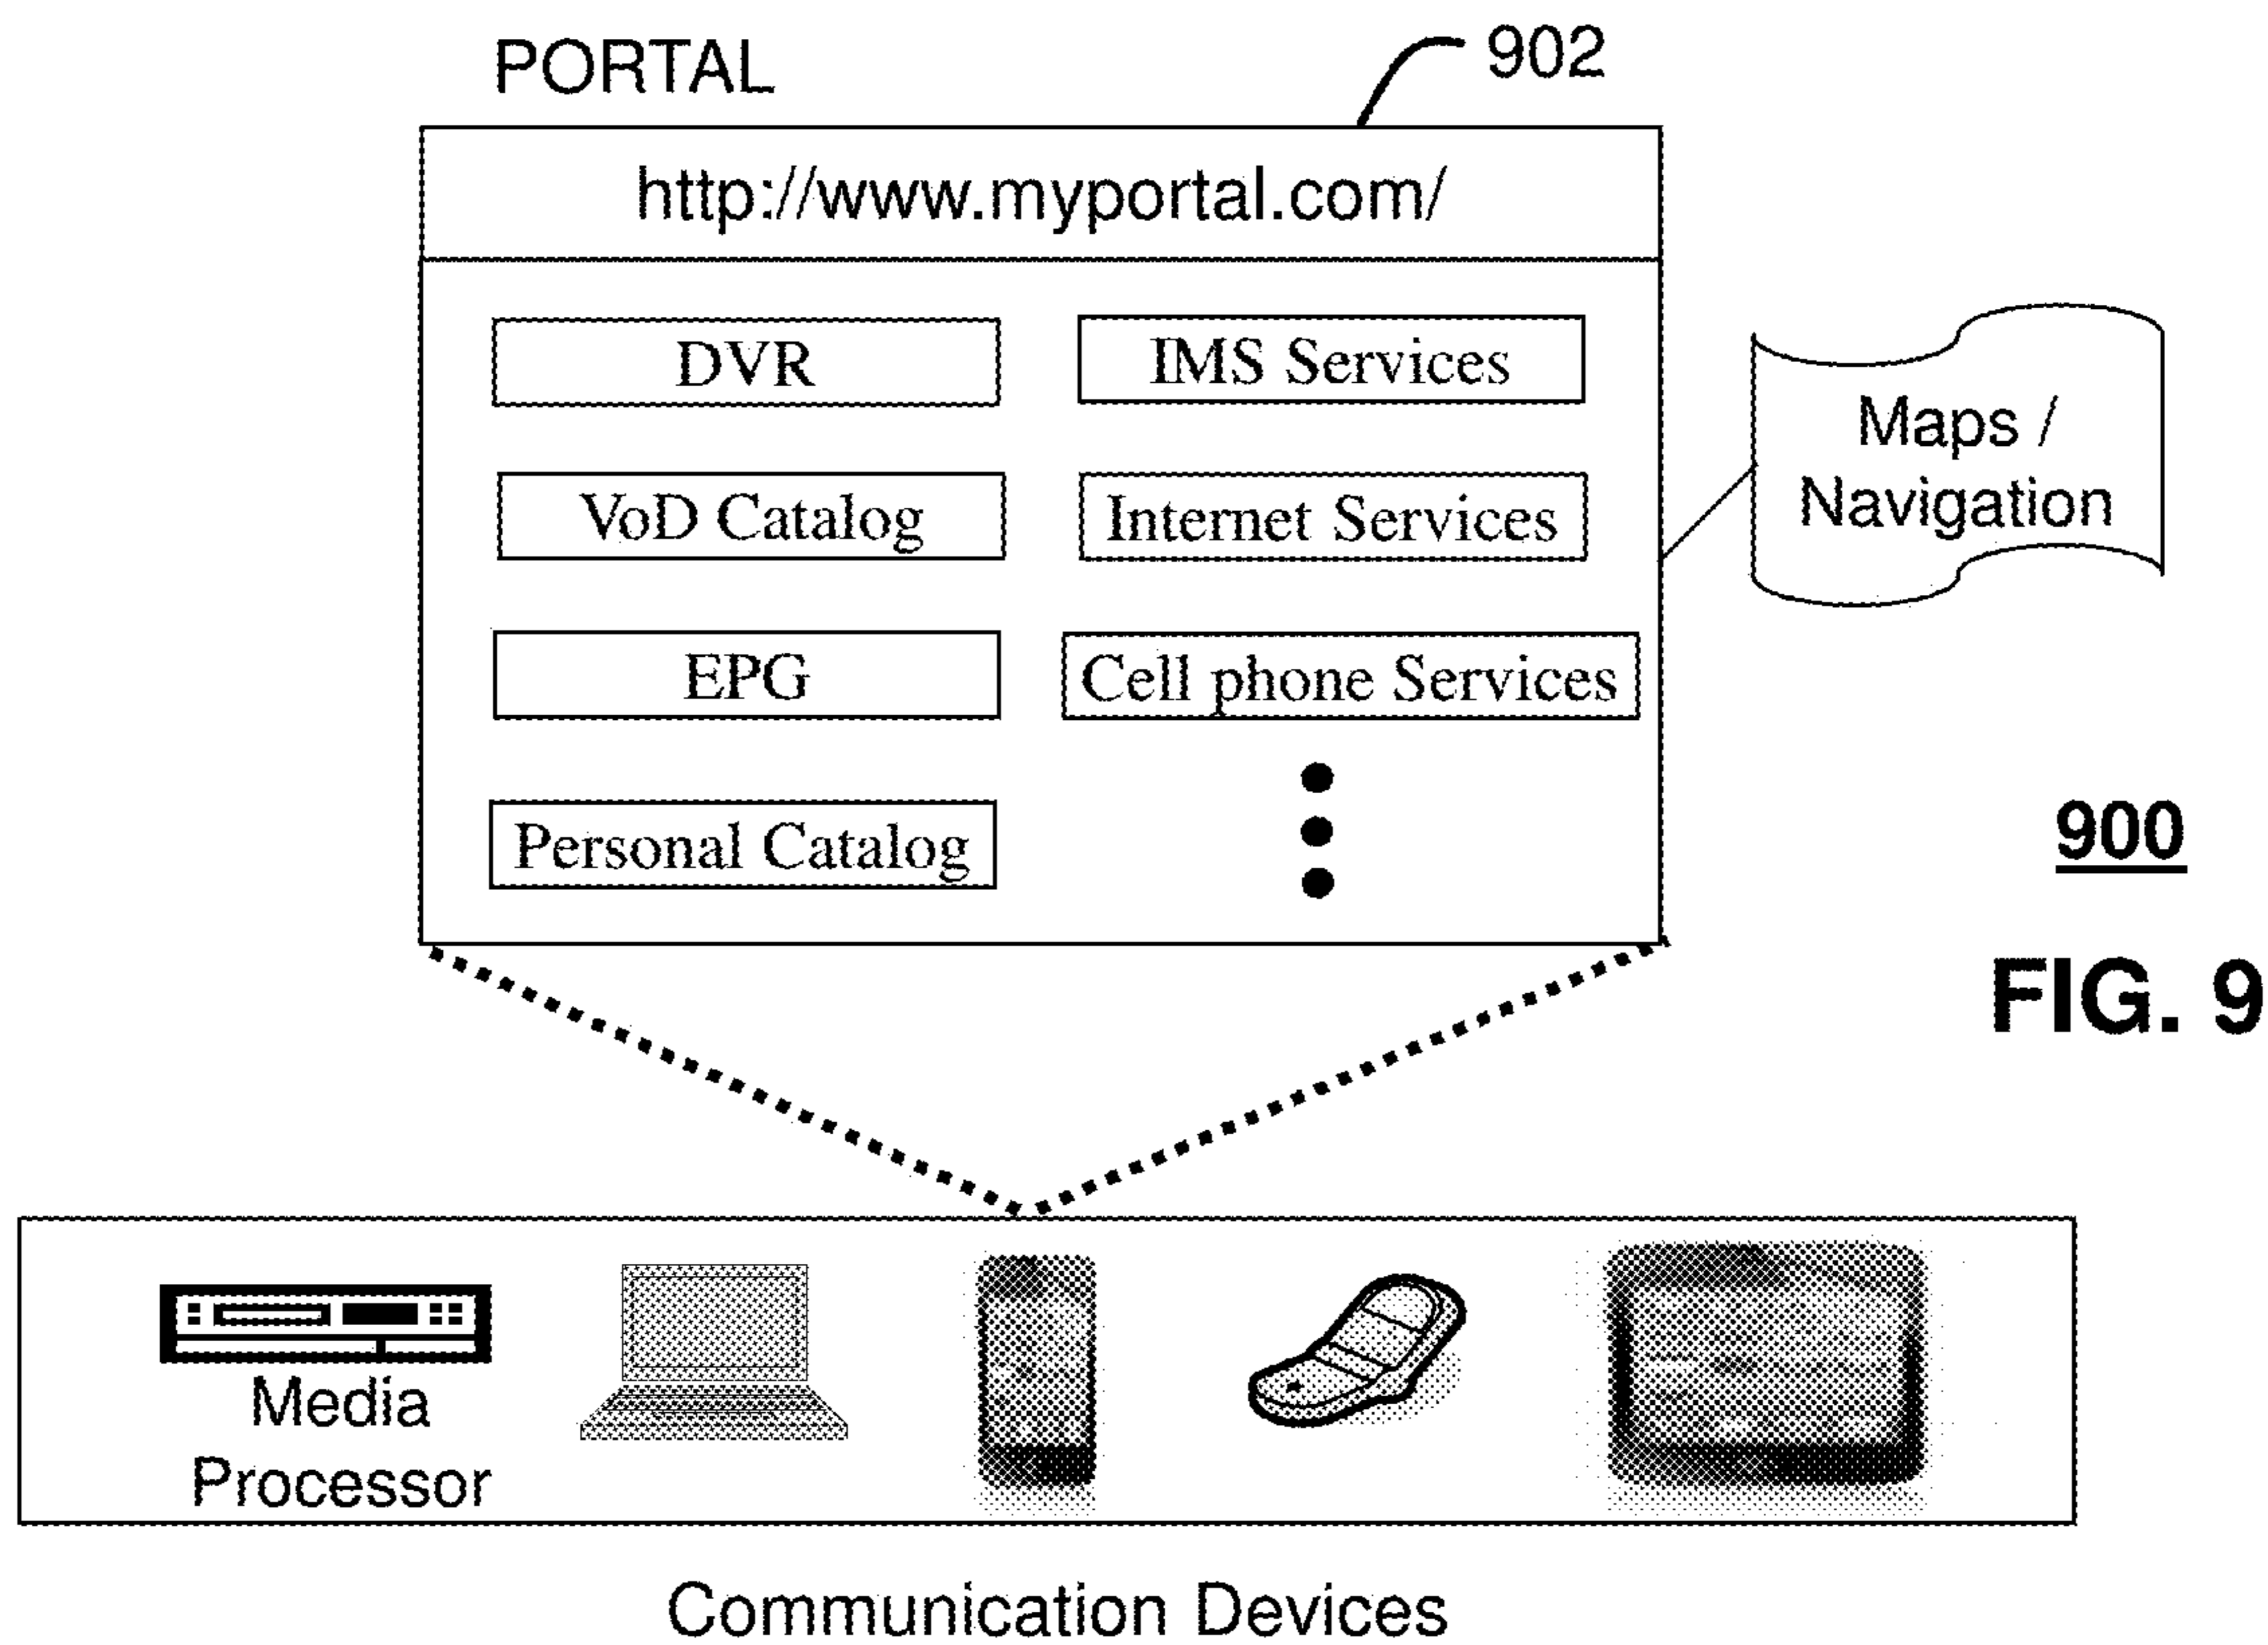 PORTAL
902
http://www.myportal.com/
DVR
IMS Services
VoD Catalog
Internet Services
EPG
Cell phone Services
Personal Catalog
Maps /
Navigation
900
FIG. 9
Media
Processor
Communication Devices